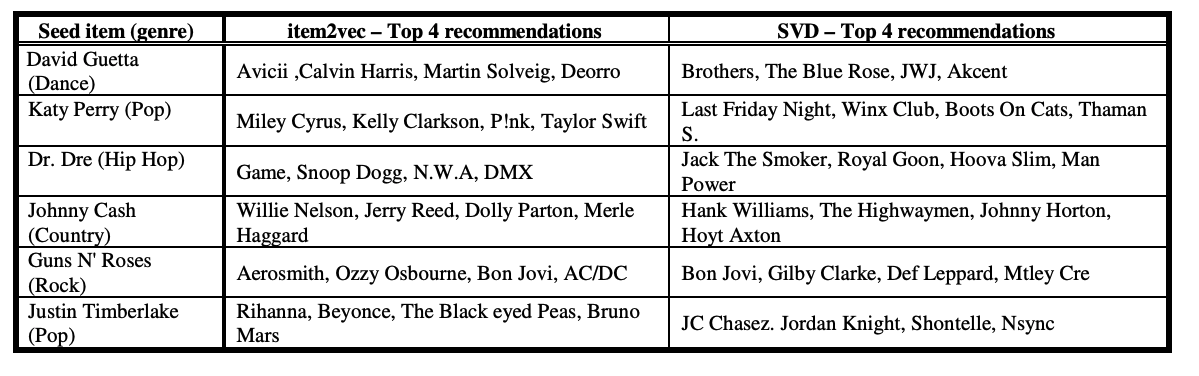 Seed item (genre) item2vec – Top 4 recommendations SVD – Top 4 recommendations
David Guetta
(Dance)
Avicii ,Calvin Harris, Martin Solveig, Deorro
Brothers, The Blue Rose, JWJ, Akcent
Katy Perry (Pop)
Miley Cyrus, Kelly Clarkson, P!nk, Taylor Swift
Last Friday Night, Winx Club, Boots On Cats, Thaman
S.
Dr. Dre (Hip Hop)
Game, Snoop Dogg, N.W.A, DMX
Jack The Smoker, Royal Goon, Hoova Slim, Man
Power
Johnny Cash
(Country)
Willie Nelson, Jerry Reed, Dolly Parton, Merle
Haggard
Hank Williams, The Highwaymen, Johnny Horton,
Hoyt Axton
Guns N' Roses
(Rock)
Aerosmith, Ozzy Osbourne, Bon Jovi, AC/DC
Bon Jovi, Gilby Clarke, Def Leppard, Mtley Cre
Justin Timberlake
(Pop)
Rihanna, Beyonce, The Black eyed Peas, Bruno
Mars
JC Chasez. Jordan Knight, Shontelle, Nsync